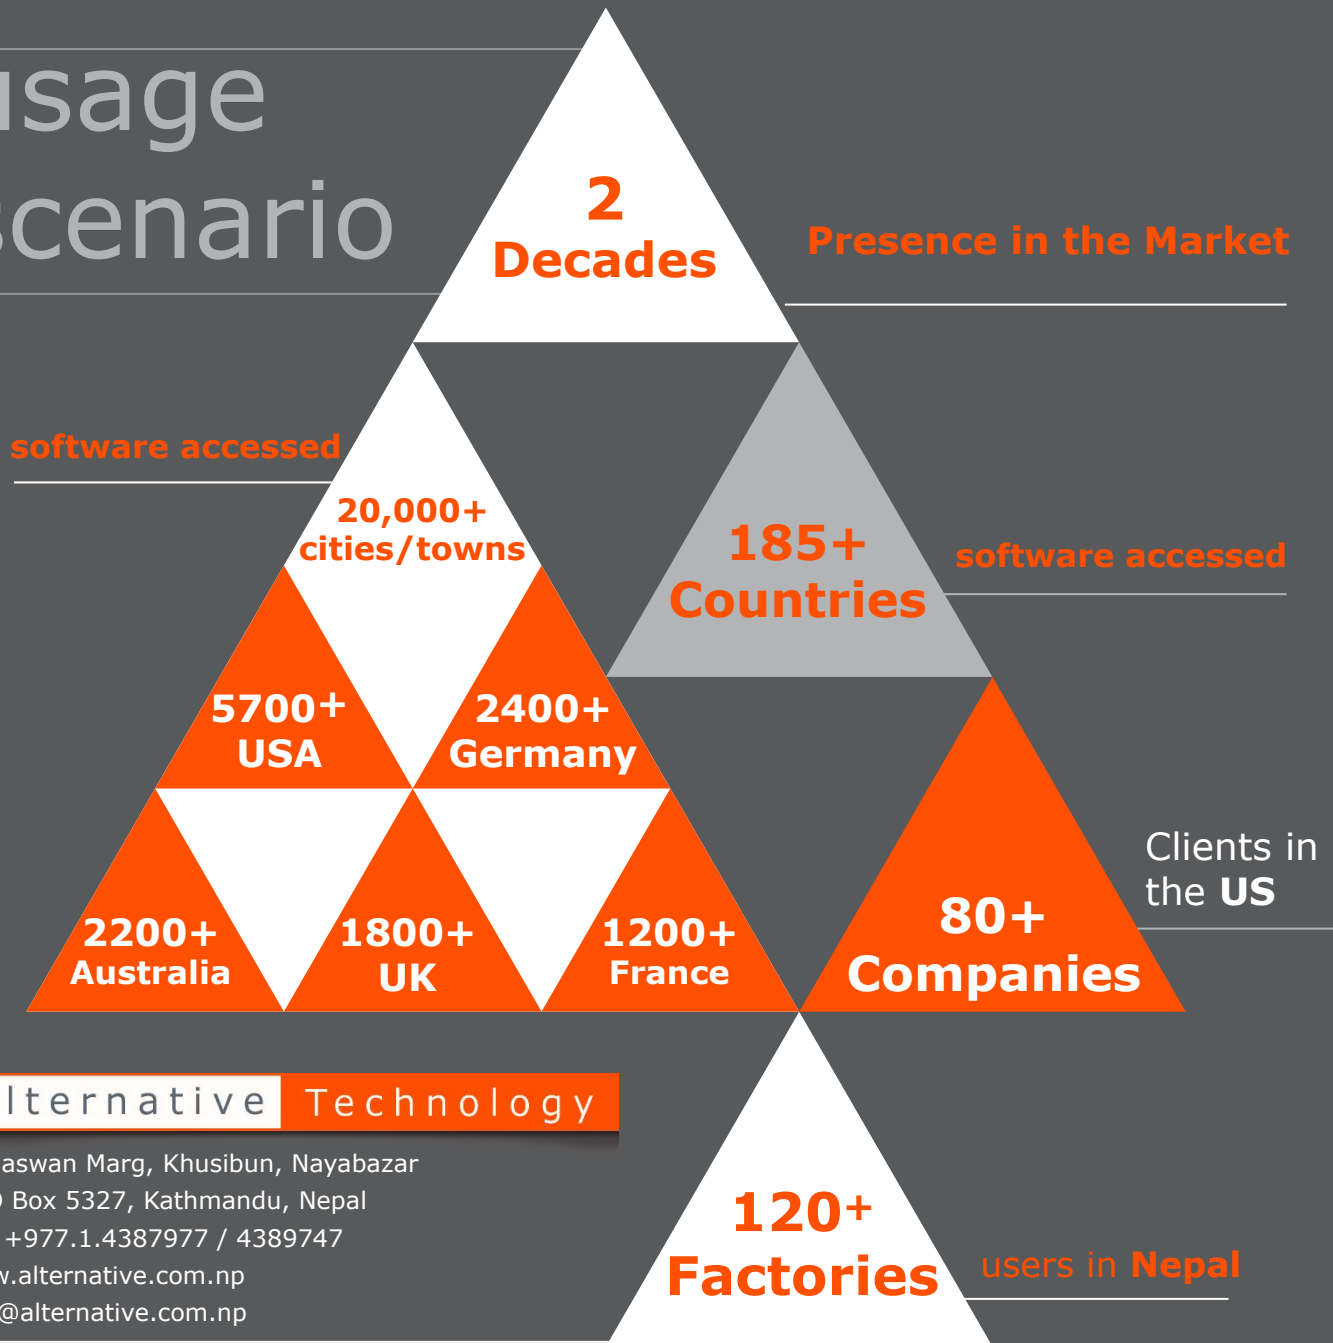 usage
scenario
2
Decades
Presence in the Market
software accessed
20,000+
cities/towns
185+
Countries
software accessed
5700+
USA
2400+
Germany
2200+
Australia
1800+
UK
1200+
France
80+
Companies
Clients in
the US
lternative Technology
aswan Marg, Khusibun, Nayabazar
Box 5327, Kathmandu, Nepal
+977.1.4387977 / 4389747
w.alternative.com.np
@alternative.com.np
120+
Factories
users in Nepal